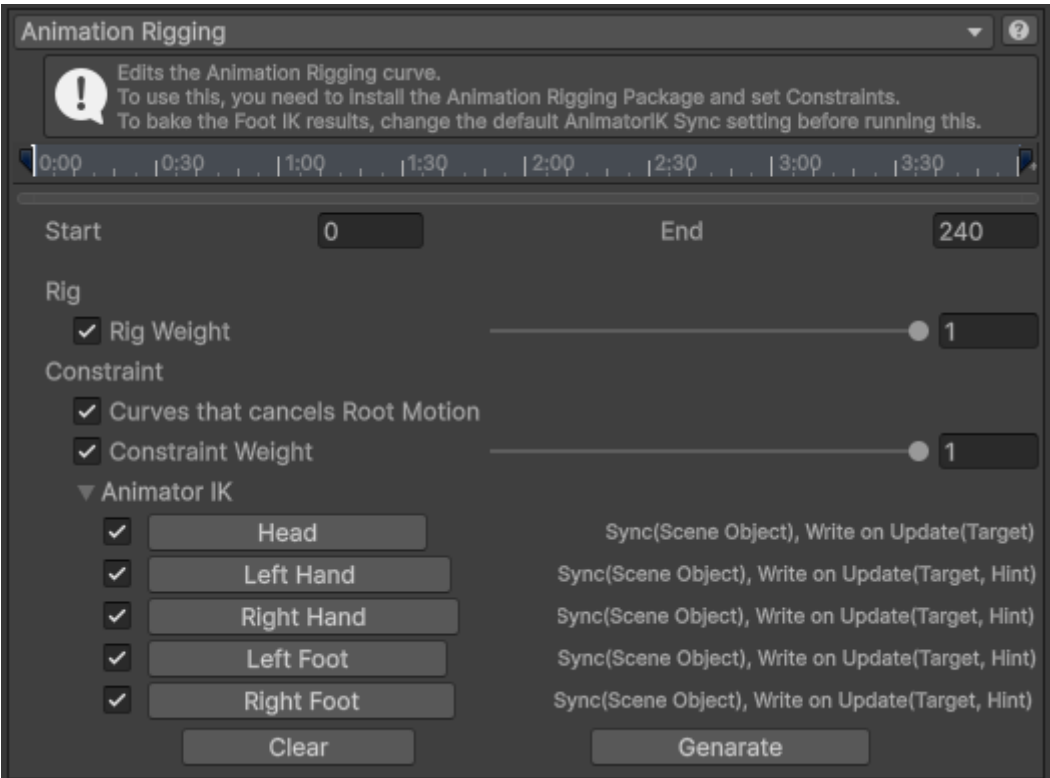 Animation Rigging
Edits the Animation Rigging curve.
To use this, you need to install the Animation Rigging Package and set Constraints.
To bake the Foot IK results, change the default AnimatorIK Sync setting before running this.
0:00 0:30 1:00 1:30 2:00 2:30 3:00 3:30
Start 0 End 240
Rig
Rig Weight 1
Constraint
Curves that cancels Root Motion
Constraint Weight 1
Animator IK
Head Sync(Scene Object), Write on Update(Target)
Left Hand Sync(Scene Object), Write on Update(Target, Hint)
Right Hand Sync(Scene Object), Write on Update(Target, Hint)
Left Foot Sync(Scene Object), Write on Update(Target, Hint)
Right Foot Sync(Scene Object), Write on Update(Target, Hint)
Clear Genarate